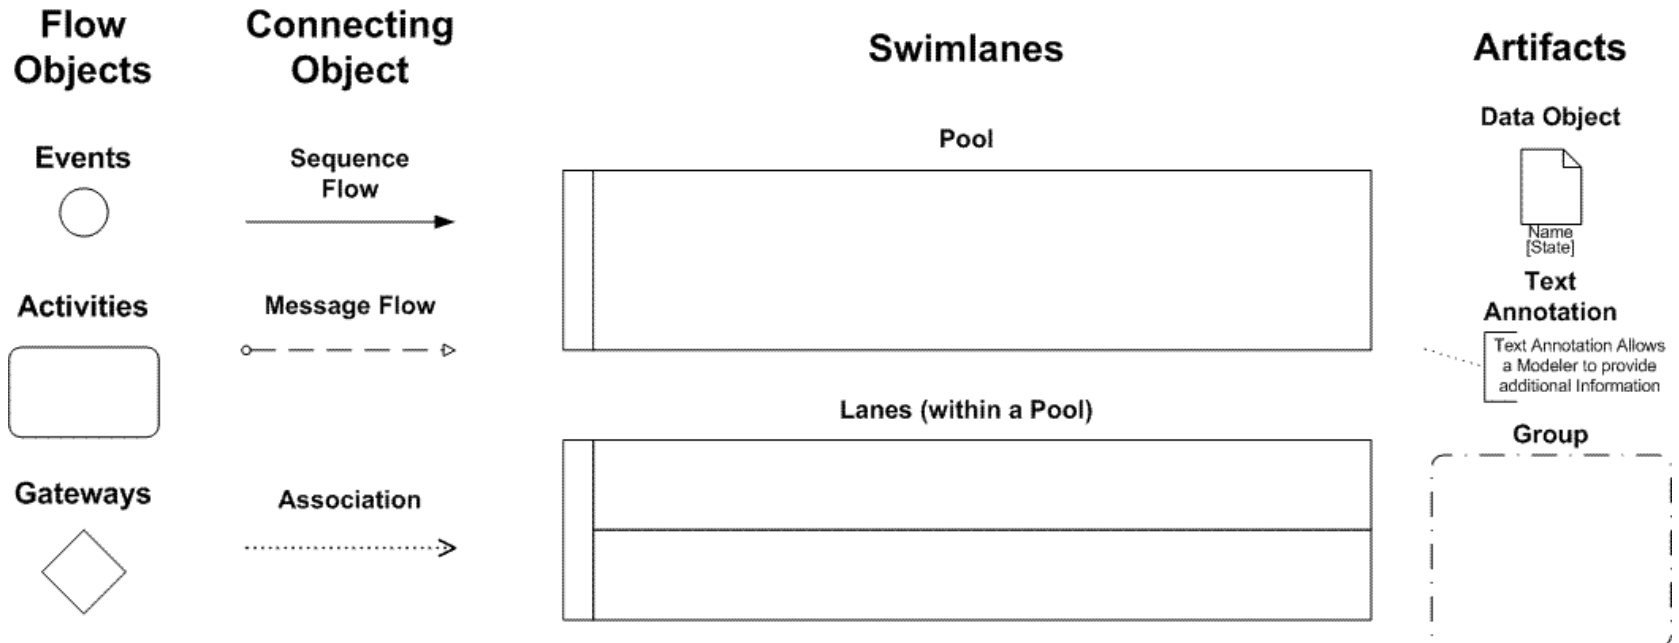 Flow
Objects
Events
Activities
Gateways
Connecting
Object
Sequence
Flow
Message Flow
Association
Swimlanes
Pool
Lanes (within a Pool)
Artifacts
Data Object
Name
[State]
Text
Annotation
Text Annotation Allows
a Modeler to provide
additional Information
Group